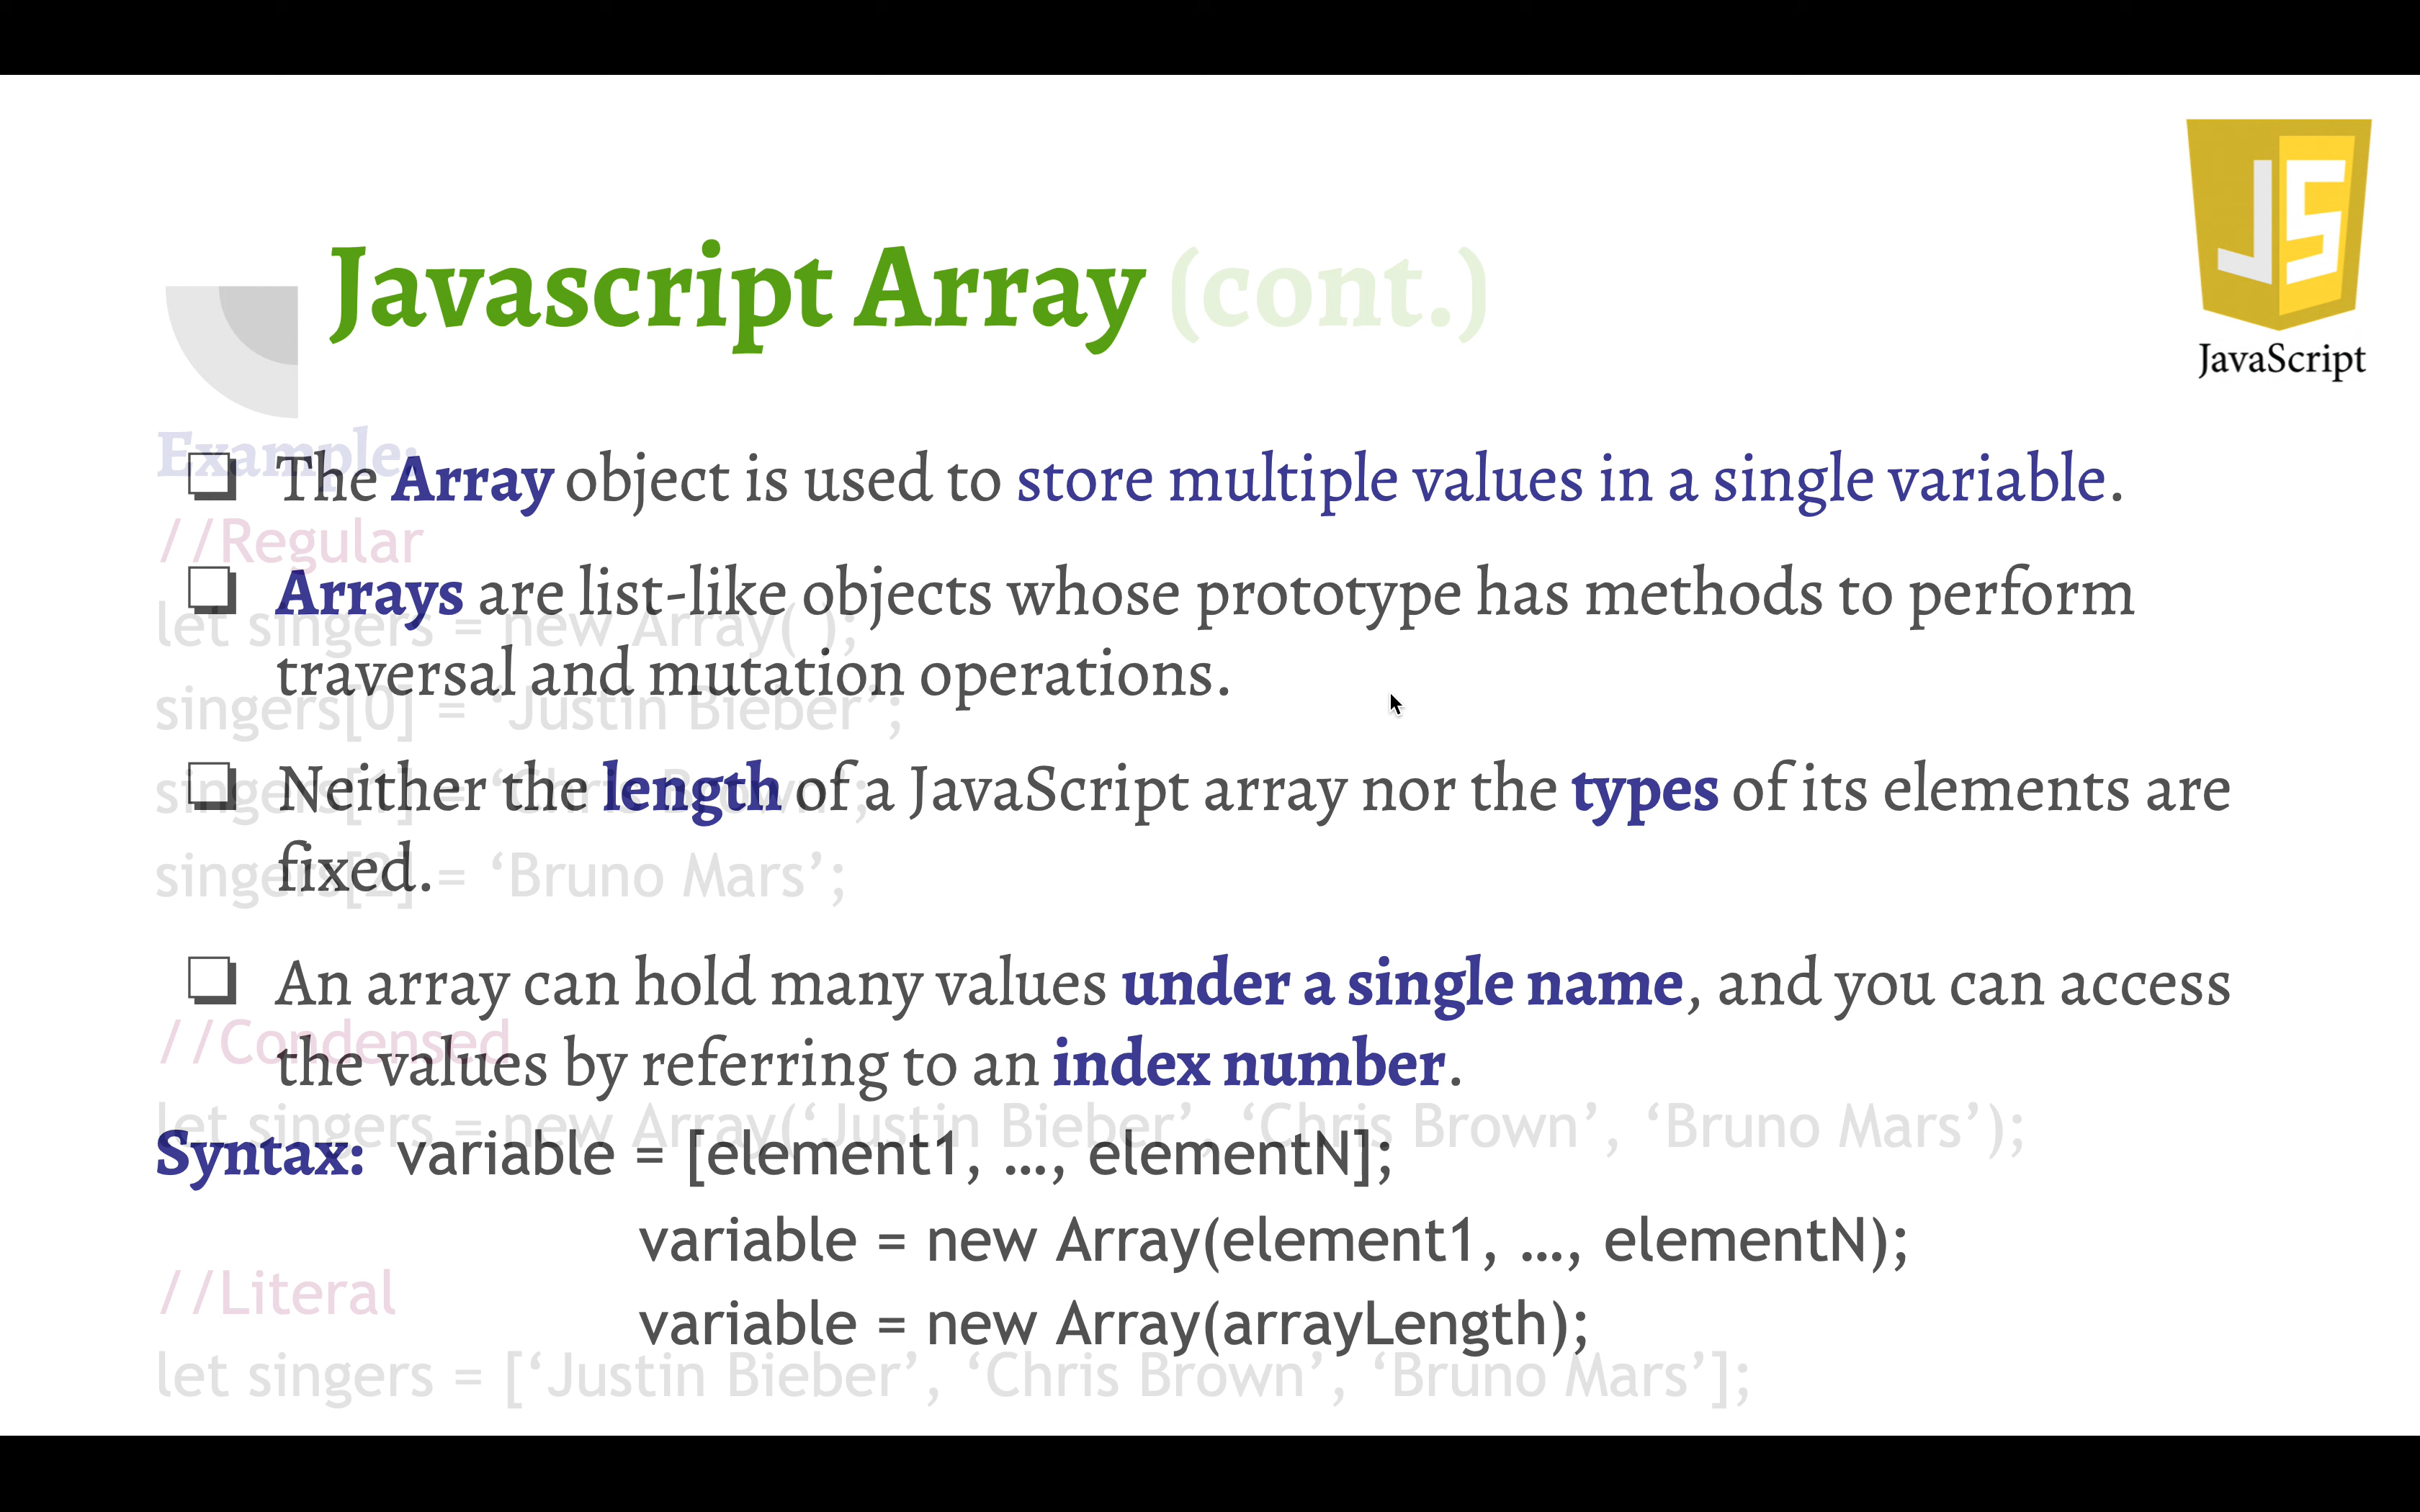 Javascript Array (cont.)
JavaScript
Example:
❏ The Array object is used to store multiple values in a single variable.
//Regular
❏ Arrays are list-like objects whose prototype has methods to perform
let singers = new Array( );
traversal and mutation operations.
singers[0] = ‘Justin Bieber’;
❏ Neither the length of a JavaScript array nor the types of its elements are
singers[1] = ‘Chris Brown’;
fixed.
singers[2] = ‘Bruno Mars’;
❏ An array can hold many values under a single name, and you can access
//Condensed
the values by referring to an index number.
let singers = new Array(‘Justin Bieber’, ‘Chris Brown’, ‘Bruno Mars’);
Syntax: variable = [element1, ..., elementN];
variable = new Array(element1, ..., elementN);
//Literal
variable = new Array(arrayLength);
let singers = [‘Justin Bieber’, ‘Chris Brown’, ‘Bruno Mars’];